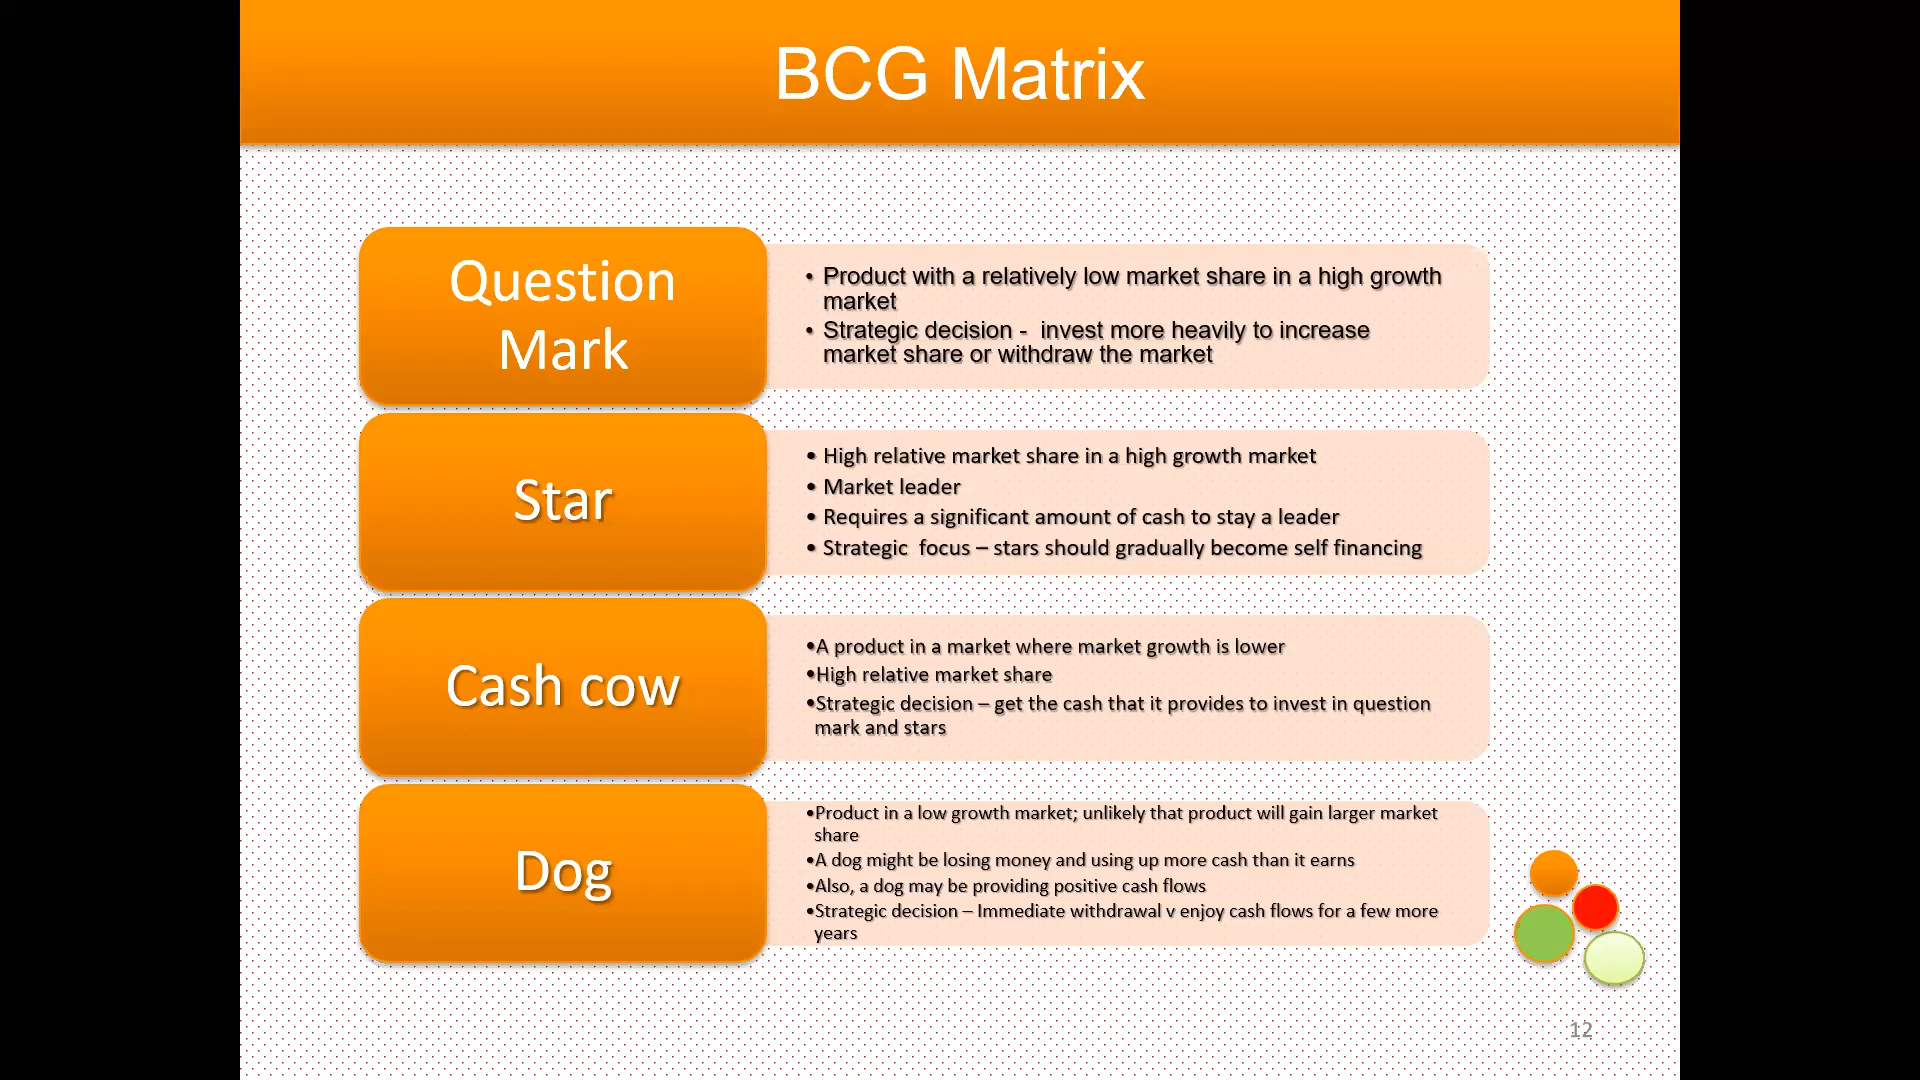 BCG Matrix
Question
Mark
• Product with a relatively low market share in a high growth
market
• Strategic decision -  invest more heavily to increase
market share or withdraw the market
Star
• High relative market share in a high growth market
• Market leader
• Requires a significant amount of cash to stay a leader
• Strategic  focus – stars should gradually become self financing
Cash cow
•A product in a market where market growth is lower
•High relative market share
•Strategic decision – get the cash that it provides to invest in question
mark and stars
Dog
•Product in a low growth market; unlikely that product will gain larger market
share
•A dog might be losing money and using up more cash than it earns
•Also, a dog may be providing positive cash flows
•Strategic decision – Immediate withdrawal v enjoy cash flows for a few more
years
12